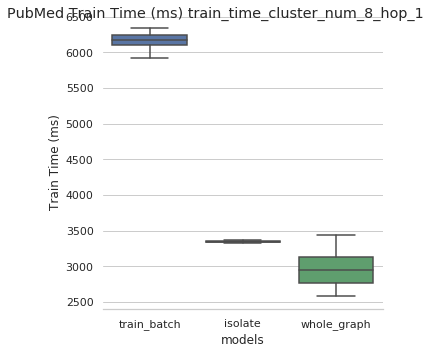 PubMed Train Time (ms) train_time_cluster_num_8_hop_1
6500
6000
5500
5000
4500
4000
3500
3000
2500
Train Time (ms)
train_batch isolate whole_graph
models